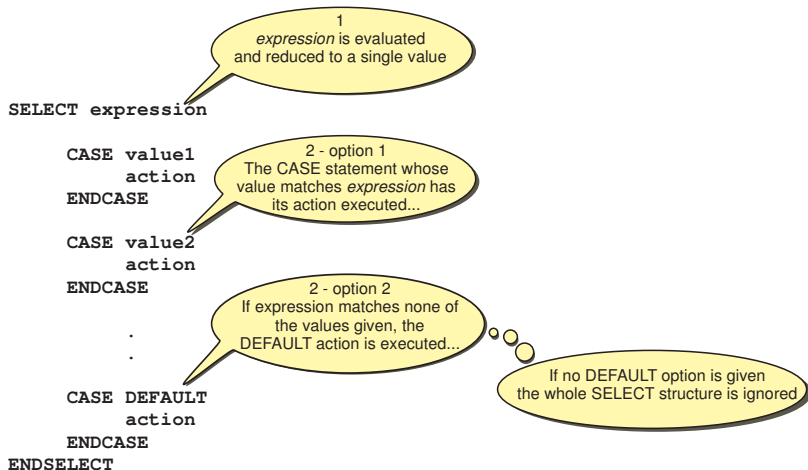 1
expression is evaluated
and reduced to a single value
SELECT expression
CASE value1
action
ENDCASE
2 - option 1
The CASE statement whose
value matches expression has
its action executed...
CASE value2
action
ENDCASE
2 - option 2
If expression matches none of
the values given, the
DEFAULT action is executed...
.
.
If no DEFAULT option is given
the whole SELECT structure is ignored
CASE DEFAULT
action
ENDCASE
ENDSELECT